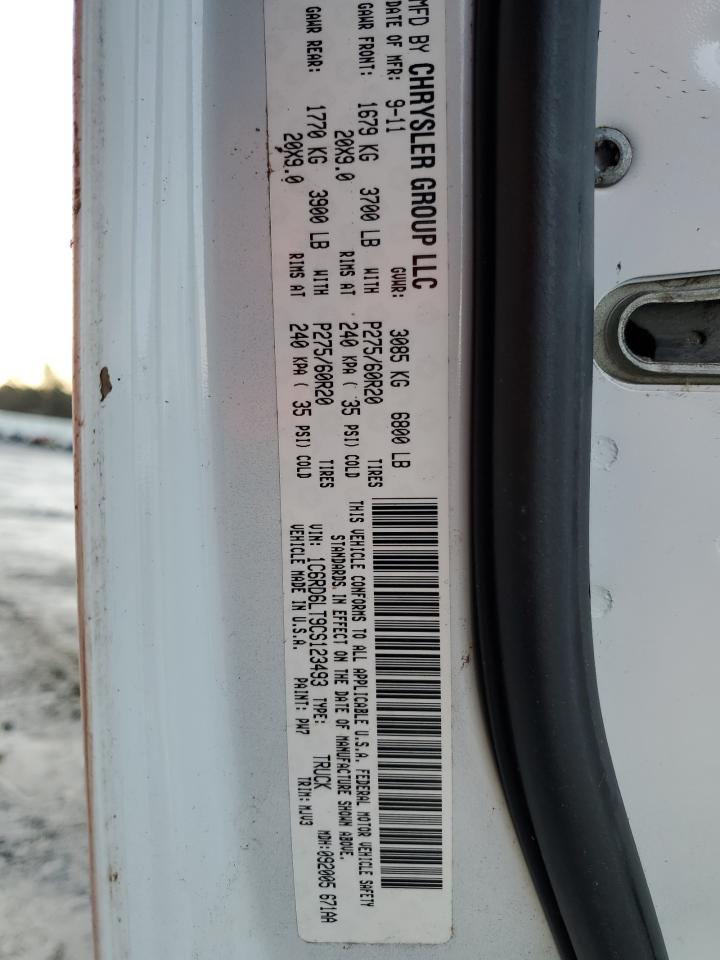 MFD BY CHRYSLER GROUP LLC
DATE OF MFR: 9-11 GVWR: 3085 KG 6800 LB
GAWR FRONT: 1679 KG 3700 LB WITH P275/60R20 TIRES
20X9.0 RIMS AT 240 KPA ( 35 PSI) COLD
GAWR REAR: 1770 KG 3900 LB WITH P275/60R20 TIRES
20X9.0 RIMS AT 240 KPA ( 35 PSI) COLD
THIS VEHICLE CONFORMS TO ALL APPLICABLE U.S.A. FEDERAL MOTOR VEHICLE SAFETY
STANDARDS IN EFFECT ON THE DATE OF MANUFACTURE SHOWN ABOVE.
VIN: 1C6RD6LT9CS123493 TYPE: TRUCK MDH:092005 671AA
VEHICLE MADE IN U.S.A. PAINT: PW7 TRIM: MJV3